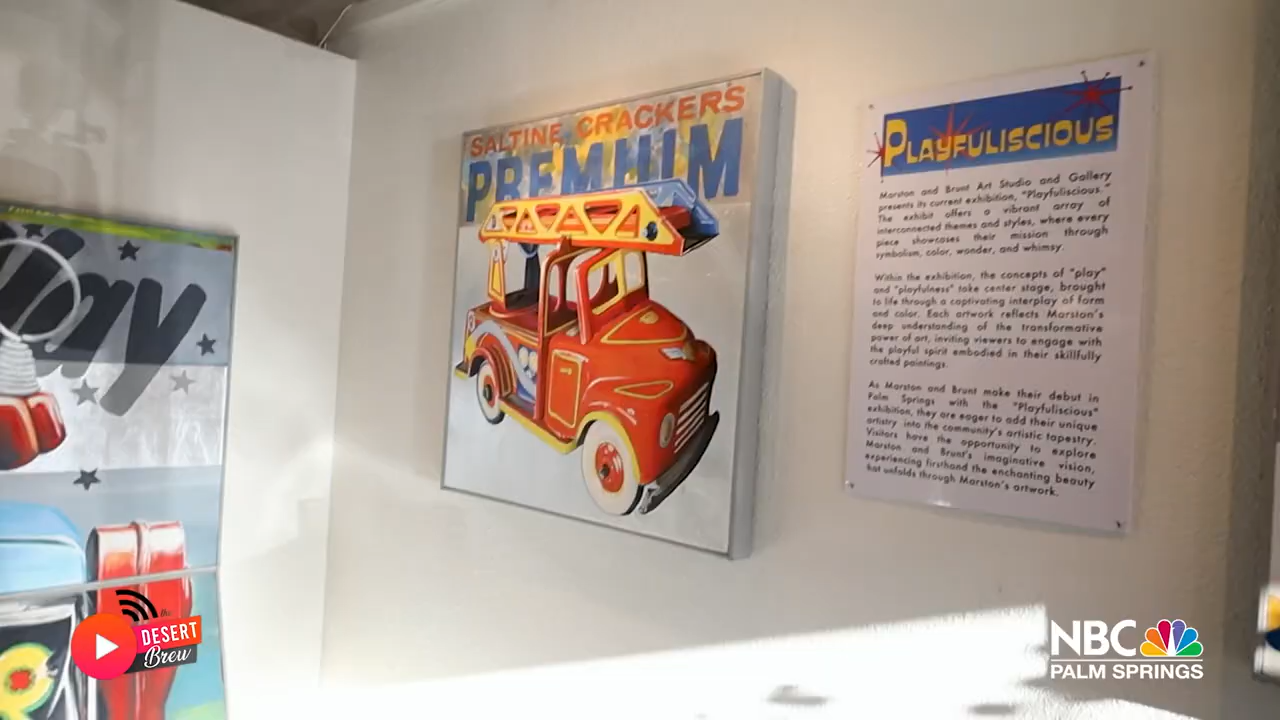 SALTINE CRACKERS
PREMIUM
PLAYFULISCIOUS
Marston and Brunt Art Studio and Gallery
presents its current exhibition, "Playfuliscious."
The exhibit offers a vibrant array of
interconnected themes and styles, where every
piece showcases their mission through
symbolism, color, wonder, and whimsy.
Within the exhibition, the concepts of "play"
and "playfulness" take center stage, brought
to life through a captivating interplay of form
and color. Each artwork reflects Marston's
deep understanding of the transformative
power of art, inviting viewers to engage with
the playful spirit embodied in their skillfully
crafted paintings.
As Marston and Brunt make their debut in
Palm Springs with the "Playfuliscious"
exhibition, they are eager to add their unique
artistry into the community's artistic tapestry.
Visitors have the opportunity to explore
Marston and Brunt's imaginative vision,
experiencing firsthand the enchanting beauty
that unfolds through Marston's artwork.
lay
the
DESERT
Brew
NBC
PALM SPRINGS